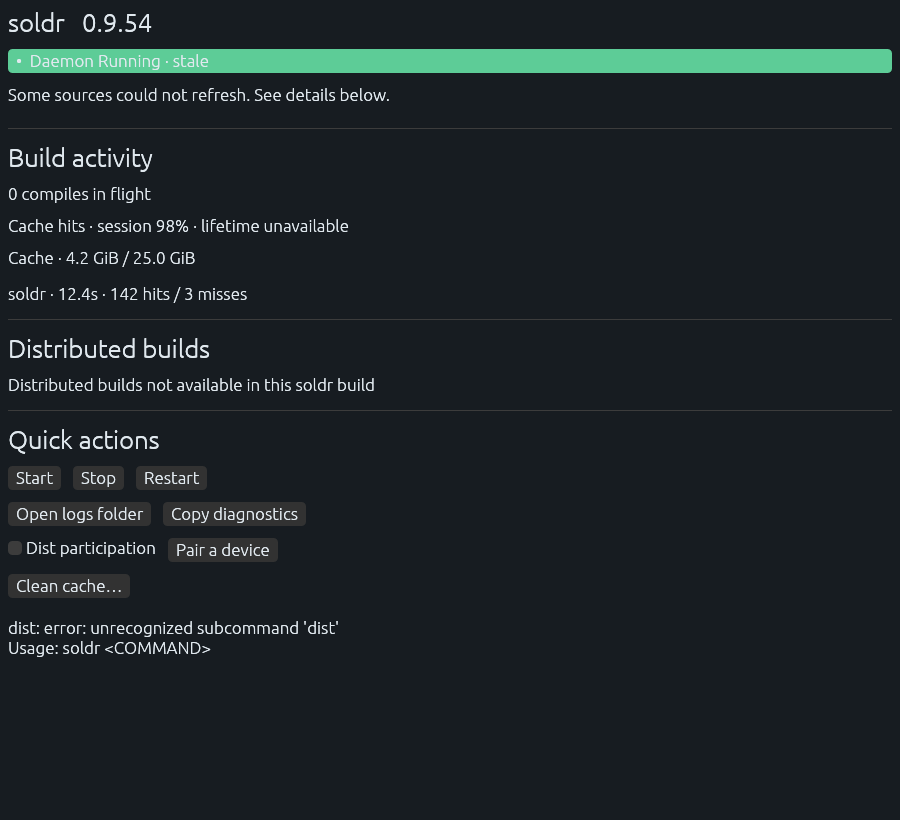 soldr 0.9.54
• Daemon Running · stale
Some sources could not refresh. See details below.
Build activity
0 compiles in flight
Cache hits · session 98% · lifetime unavailable
Cache · 4.2 GiB / 25.0 GiB
soldr · 12.4s · 142 hits / 3 misses
Distributed builds
Distributed builds not available in this soldr build
Quick actions
Start Stop Restart
Open logs folder Copy diagnostics
Dist participation Pair a device
Clean cache…
dist: error: unrecognized subcommand 'dist'
Usage: soldr <COMMAND>